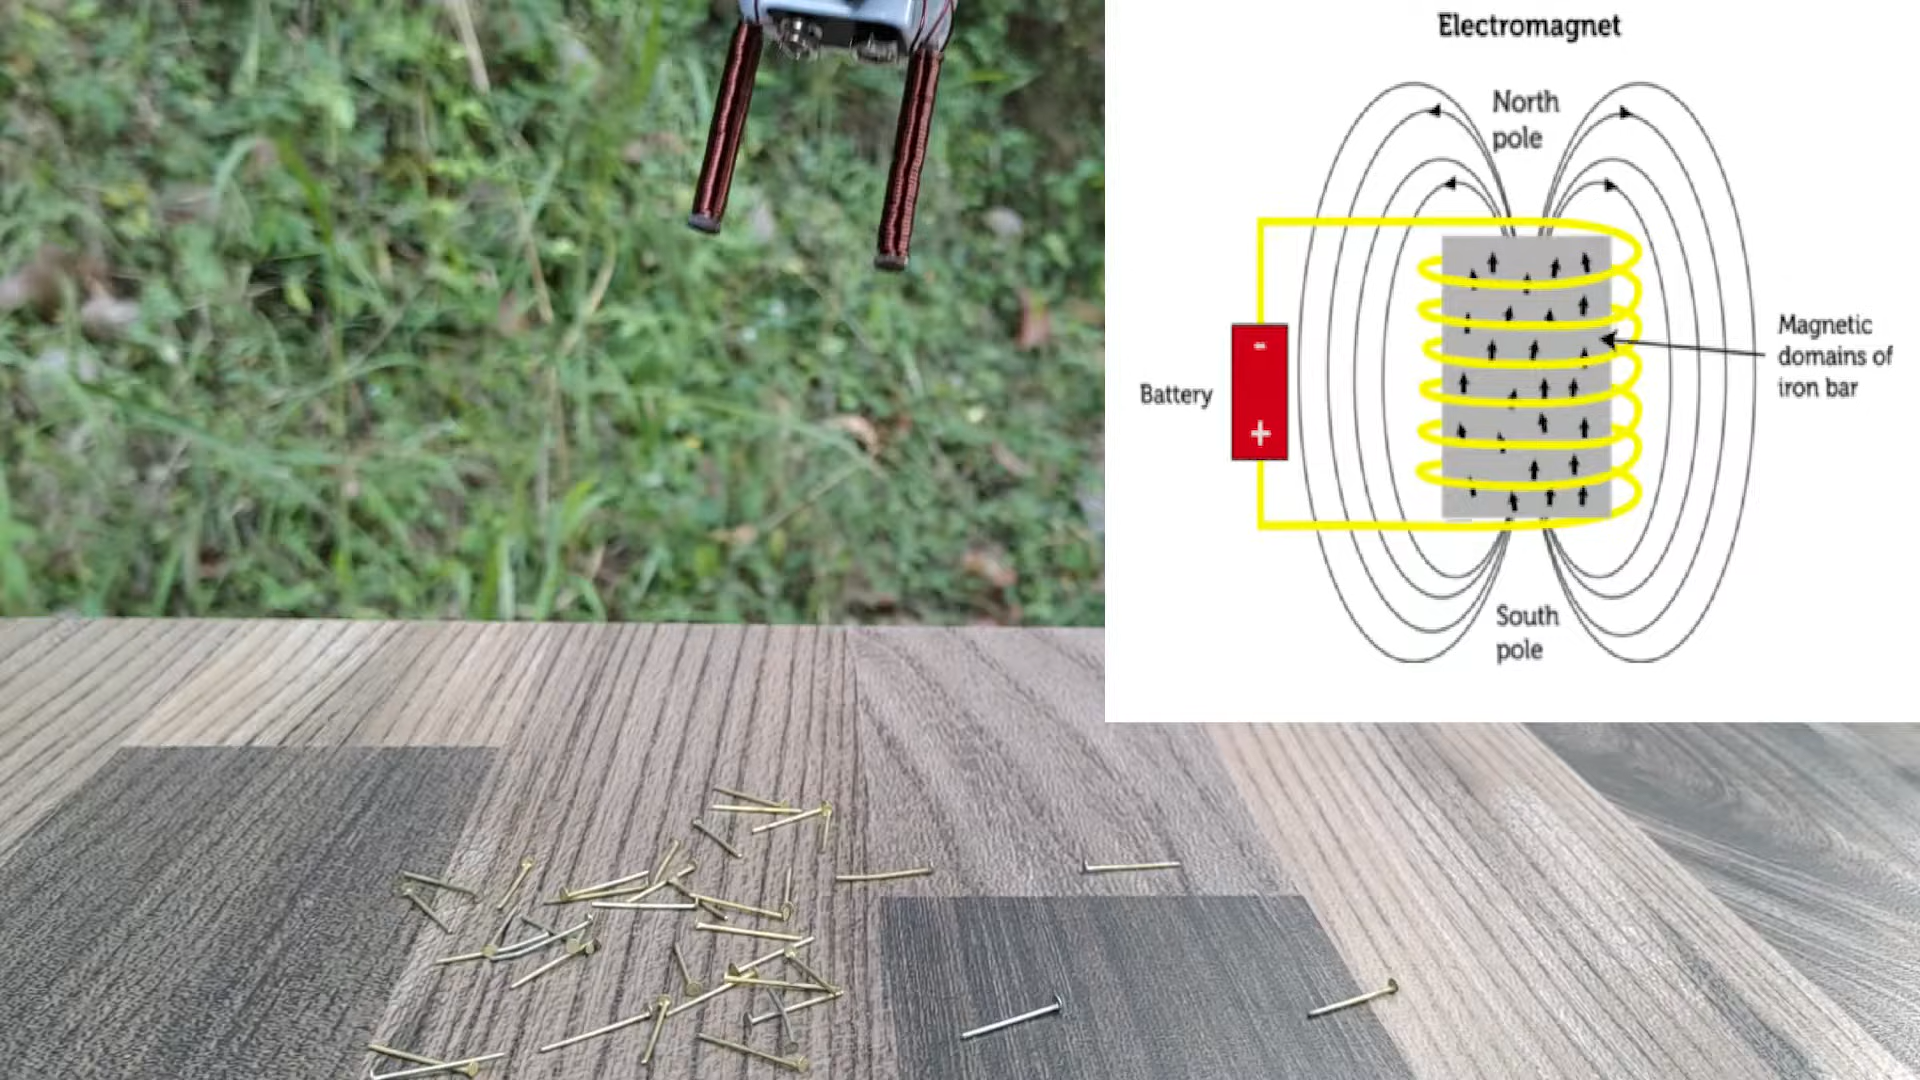 Electromagnet
North
pole
-
Battery
+
Magnetic
domains of
iron bar
South
pole